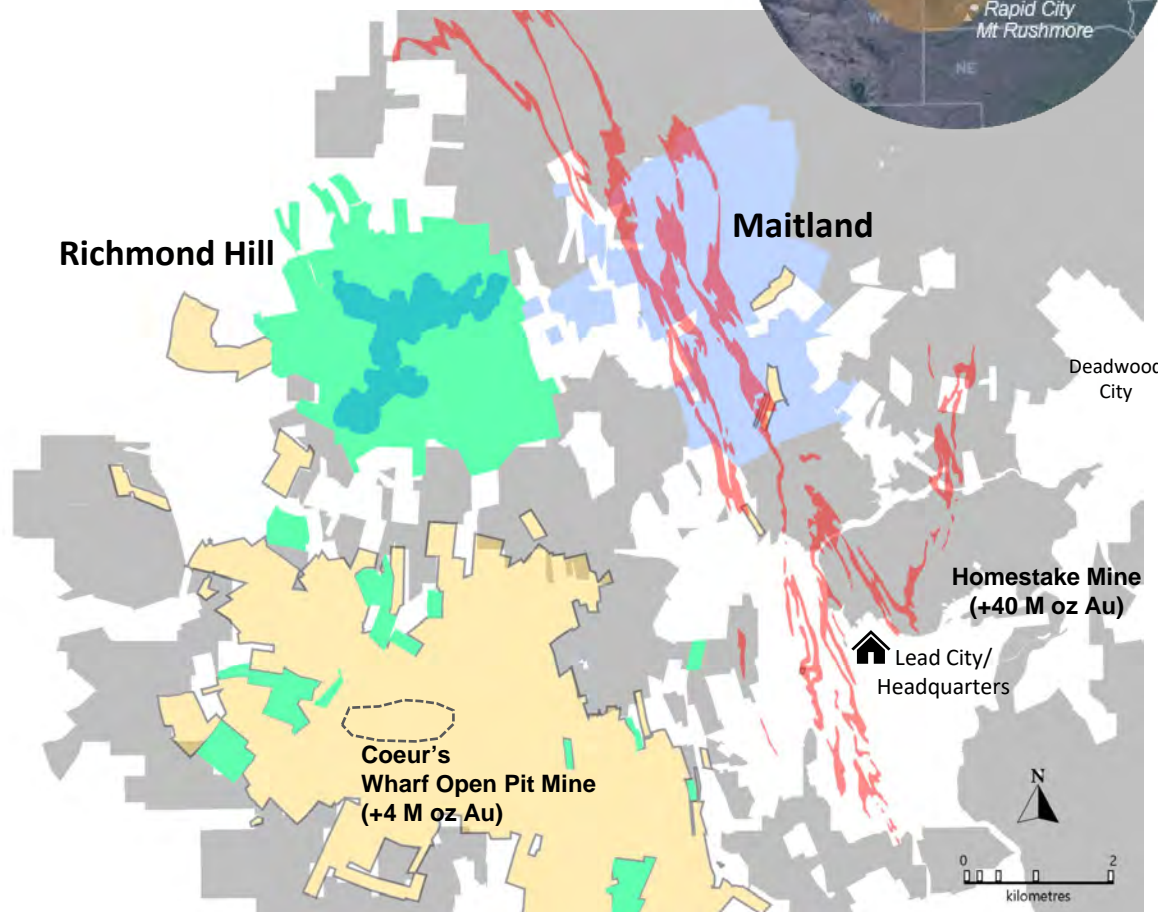 WY
Rapid City
Mt Rushmore
NE
Richmond Hill
Maitland
Deadwood
City
Homestake Mine
(+40 M oz Au)
Lead City/
Headquarters
Coeur's
Wharf Open Pit Mine
(+4 M oz Au)
N
0 2
kilometres